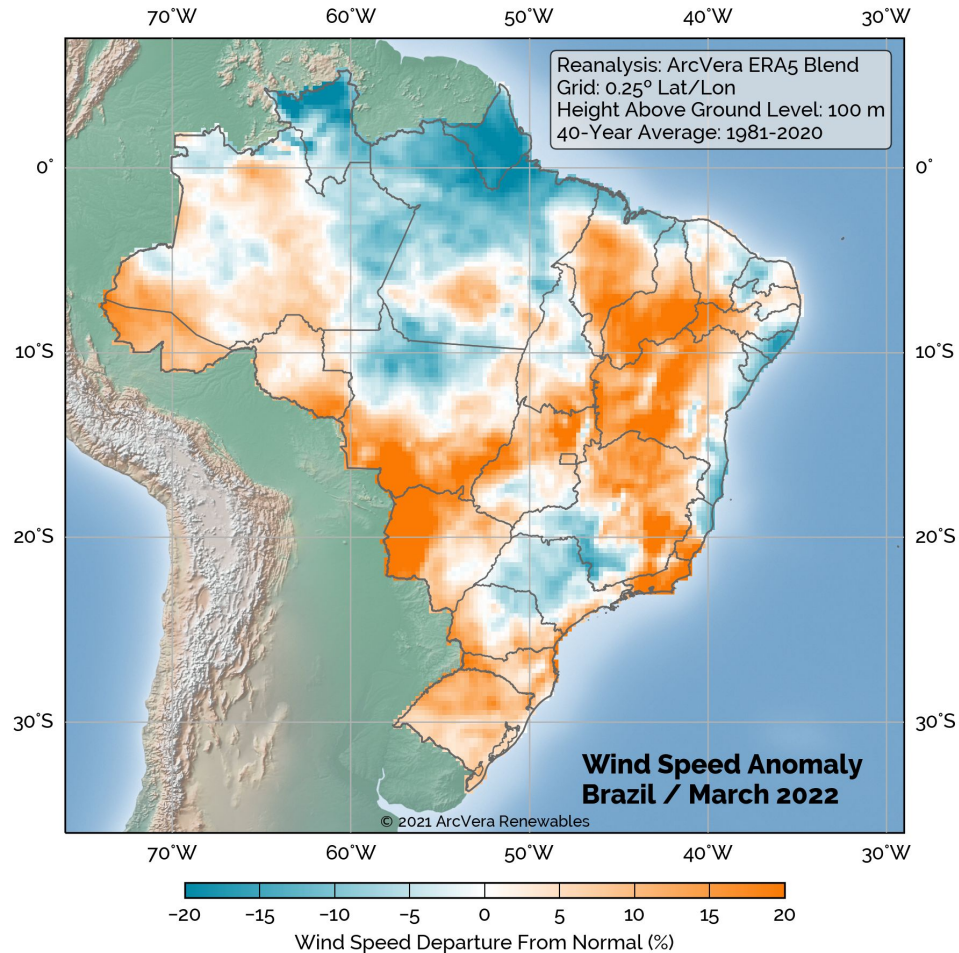 70°W 60°W 50°W 40°W 30°W
Reanalysis: ArcVera ERA5 Blend
Grid: 0.25º Lat/Lon
Height Above Ground Level: 100 m
40-Year Average: 1981-2020
0° 0°
10°S 10°S
20°S 20°S
30°S 30°S
Wind Speed Anomaly
Brazil / March 2022
© 2021 ArcVera Renewables
70°W 60°W 50°W 40°W 30°W
−20 −15 −10 −5 0 5 10 15 20
Wind Speed Departure From Normal (%)